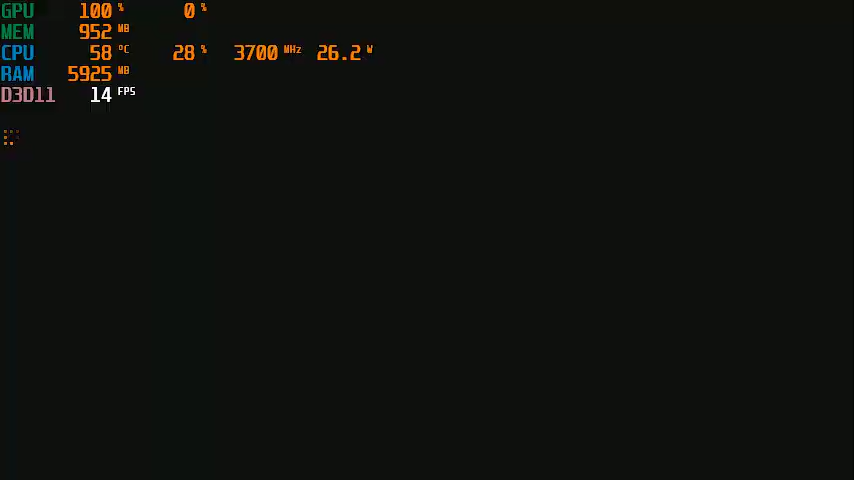 GPU 100 % 0 %
MEM 952 MB
CPU 58 °C 28 % 3700 MHz 26.2 W
RAM 5925 MB
D3D11 14 FPS